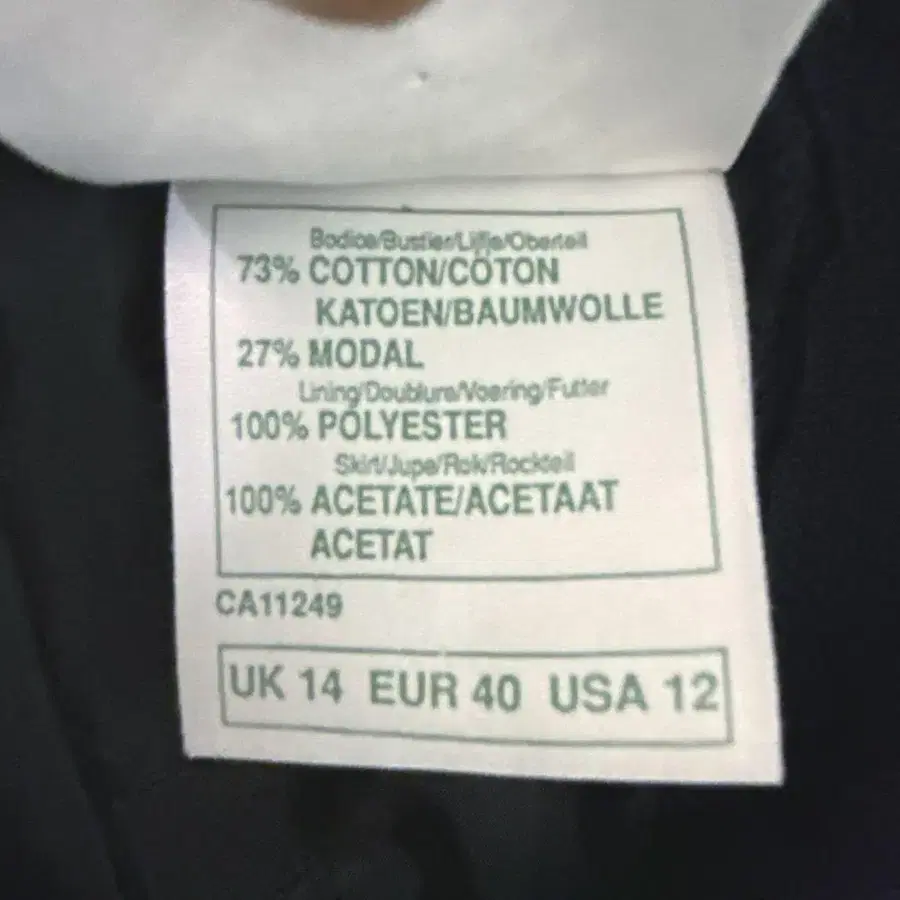 Bodice/Bustier/Lijfje/Oberteil
73% COTTON/COTON
KATOEN/BAUMWOLLE
27% MODAL
Lining/Doublure/Voering/Futter
100% POLYESTER
Skirt/Jupe/Rok/Rockteil
100% ACETATE/ACETAAT
ACETAT
CA11249
UK 14 EUR 40 USA 12